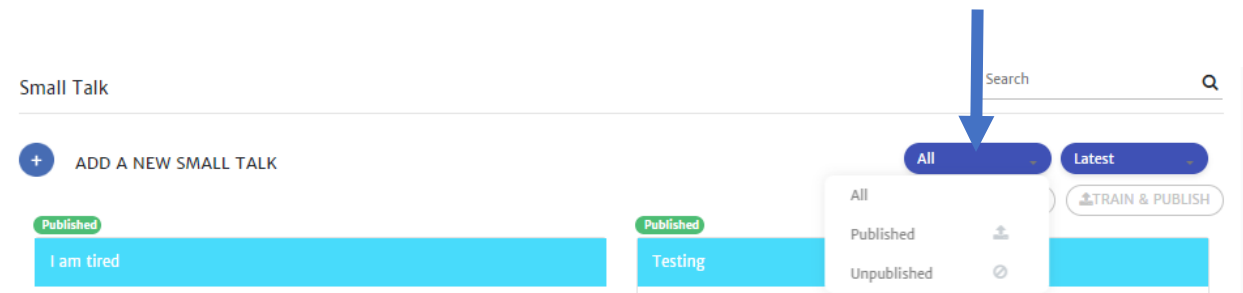 Search
Small Talk
ADD A NEW SMALL TALK
All
Latest
All
TRAIN & PUBLISH
Published
Published
Published
I am tired
Testing
Unpublished